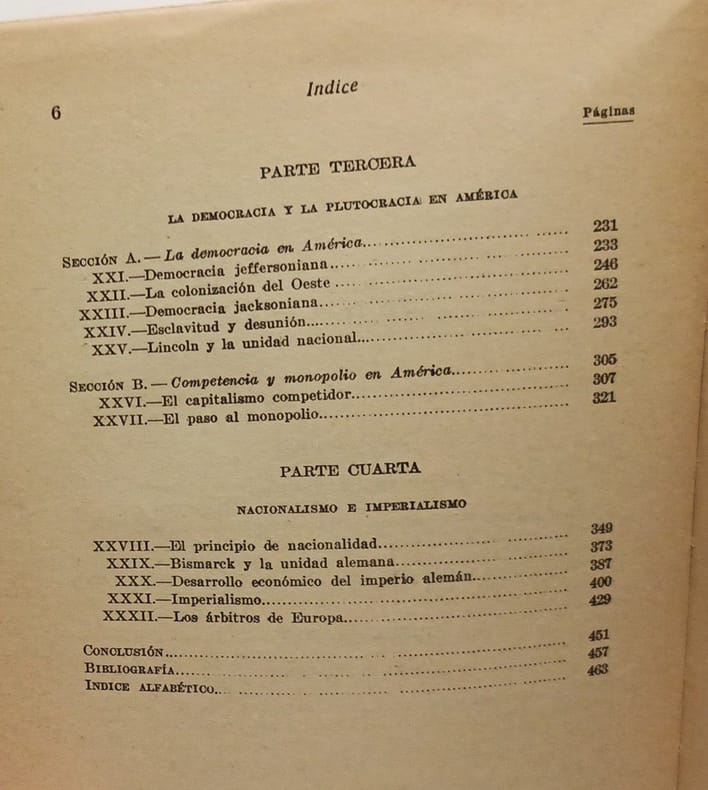 Indice
6
Páginas
PARTE TERCERA
LA DEMOCRACIA Y LA PLUTOCRACIA EN AMÉRICA
SECCIÓN A.—La democracia en América... 231
XXI.—Democracia jeffersoniana... 233
XXII.—La colonización del Oeste... 246
XXIII.—Democracia jacksoniana... 262
XXIV.—Esclavitud y desunión... 275
XXV.—Lincoln y la unidad nacional... 293
SECCIÓN B.—Competencia y monopolio en América... 305
XXVI.—El capitalismo competidor... 307
XXVII.—El paso al monopolio... 321
PARTE CUARTA
NACIONALISMO E IMPERIALISMO
XXVIII.—El principio de nacionalidad... 349
XXIX.—Bismarck y la unidad alemana... 373
XXX.—Desarrollo económico del imperio alemán... 387
XXXI.—Imperialismo... 400
XXXII.—Los árbitros de Europa... 429
CONCLUSIÓN... 451
BIBLIOGRAFÍA... 457
INDICE ALFABÉTICO... 463